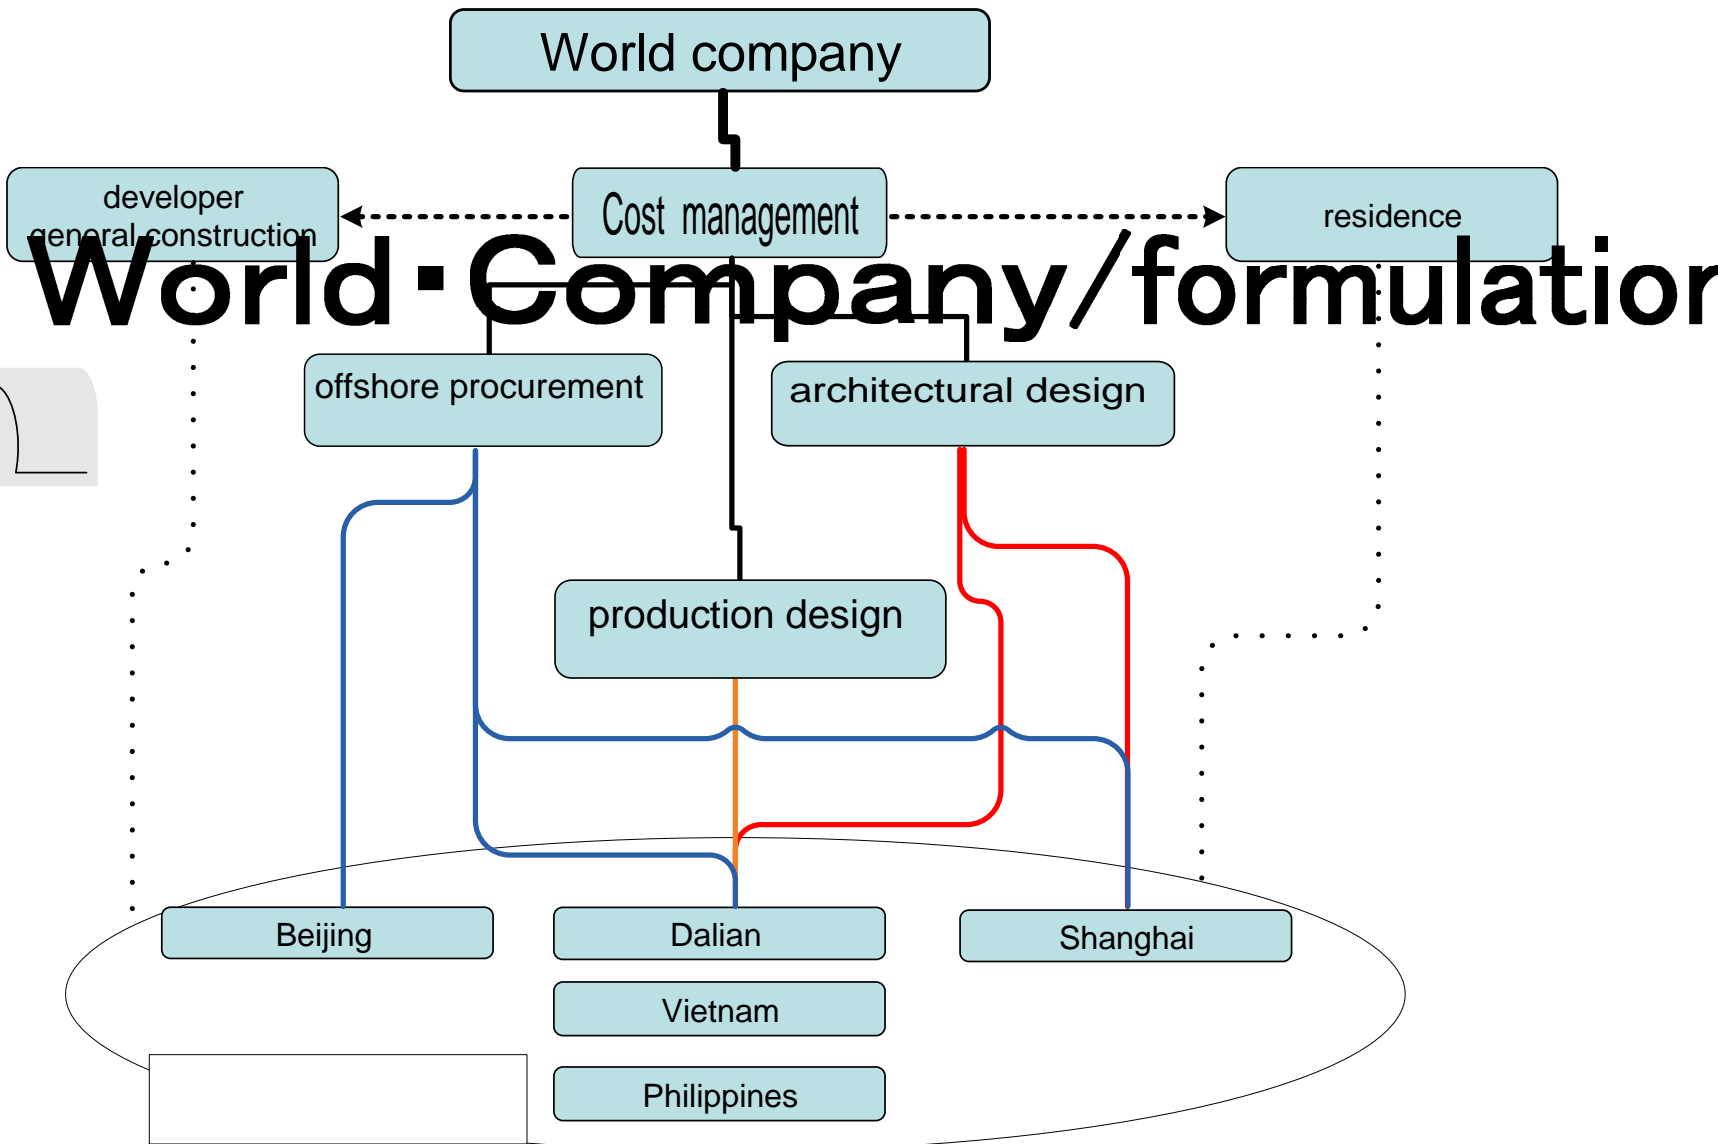 World company
developer
general construction
Cost management
residence
World・Company/formulation
offshore procurement
architectural design
production design
Beijing
Dalian
Shanghai
Vietnam
Philippines